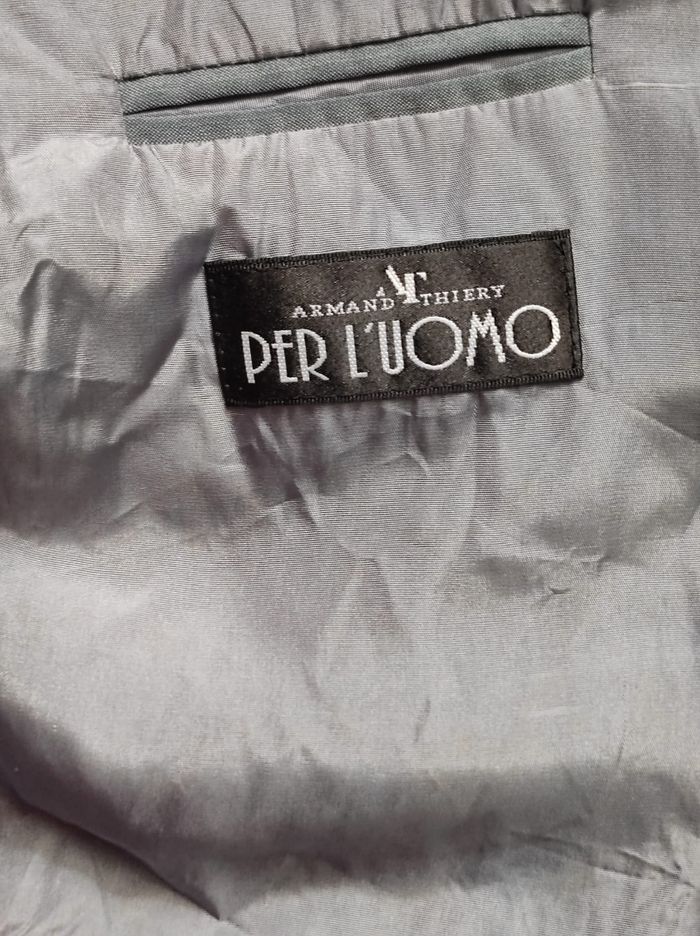 AT
ARMAND THIERY
PER L'UOMO